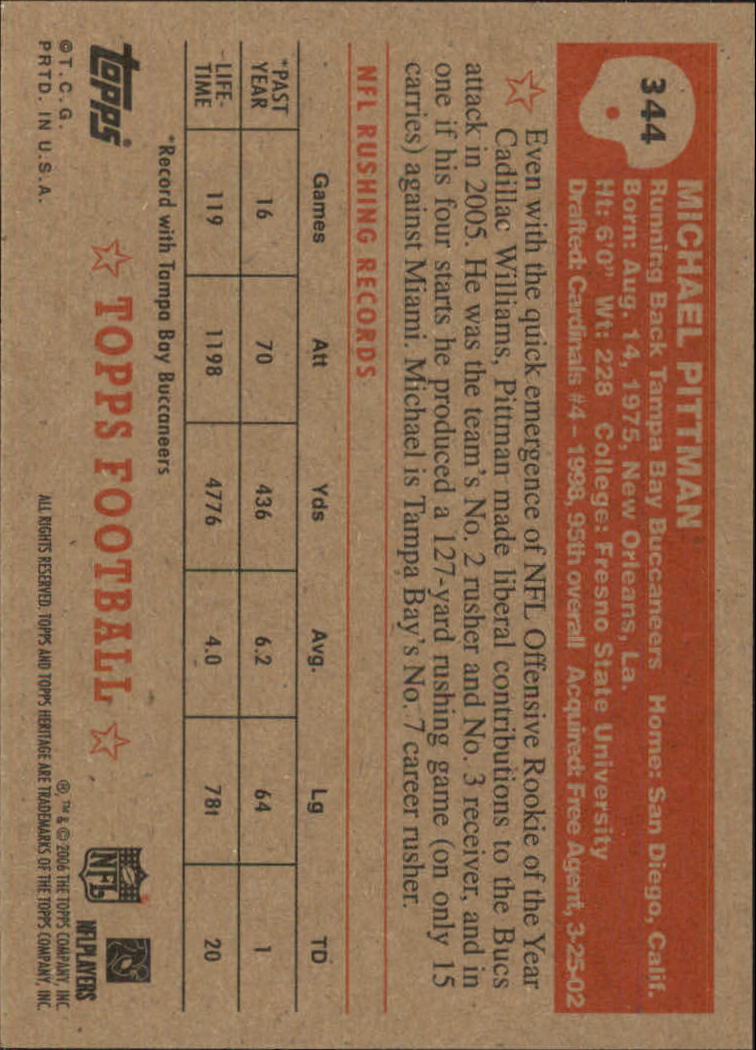 344
MICHAEL PITTMAN
Running Back Tampa Bay Buccaneers Home: San Diego, Calif.
Born: Aug. 14, 1975, New Orleans, La.
Ht: 6'0" Wt: 228 College: Fresno State University
Drafted: Cardinals #4 – 1998, 95th overall Acquired: Free Agent, 3-25-02
Even with the quick emergence of NFL Offensive Rookie of the Year
Cadillac Williams, Pittman made liberal contributions to the Bucs
attack in 2005. He was the team's No. 2 rusher and No. 3 receiver, and in
one if his four starts he produced a 127-yard rushing game (on only 15
carries) against Miami. Michael is Tampa Bay's No. 7 career rusher.
NFL RUSHING RECORDS
Games Att Yds Avg. Lg TD
*PAST YEAR 16 70 436 6.2 64 1
LIFE-TIME 119 1198 4776 4.0 78t 20
*Record with Tampa Bay Buccaneers
topps®
TOPPS FOOTBALL
NFL
NFLPLAYERS
© T.C.G.
PRTD. IN U.S.A.
®, ™ & © 2006 THE TOPPS COMPANY, INC.
ALL RIGHTS RESERVED. TOPPS AND TOPPS HERITAGE ARE TRADEMARKS OF THE TOPPS COMPANY, INC.